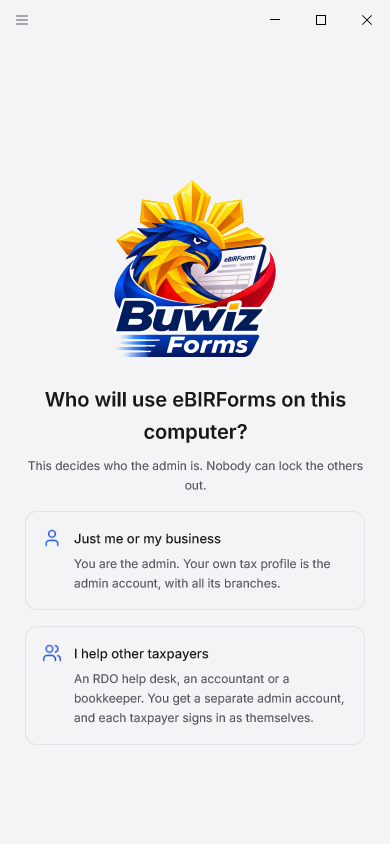 eBIRForms
Buwiz
Forms
Who will use eBIRForms on this
computer?
This decides who the admin is. Nobody can lock the others
out.
Just me or my business
You are the admin. Your own tax profile is the
admin account, with all its branches.
I help other taxpayers
An RDO help desk, an accountant or a
bookkeeper. You get a separate admin account,
and each taxpayer signs in as themselves.